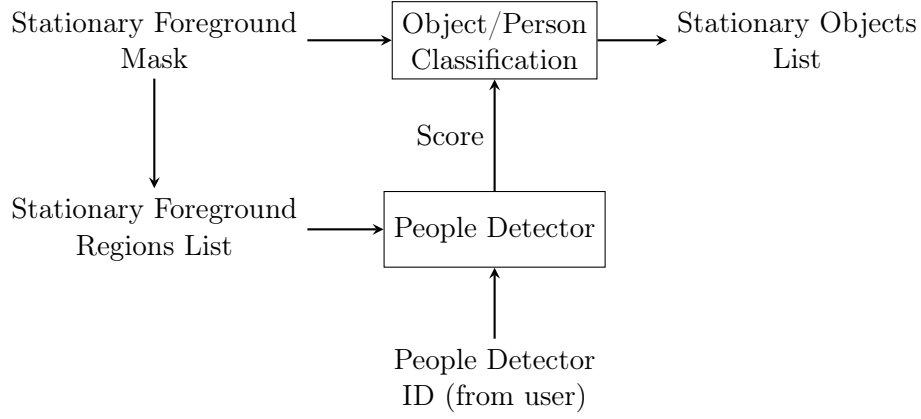 Stationary Foreground
Mask
Object/Person
Classification
Stationary Objects
List
Score
Stationary Foreground
Regions List
People Detector
People Detector
ID (from user)